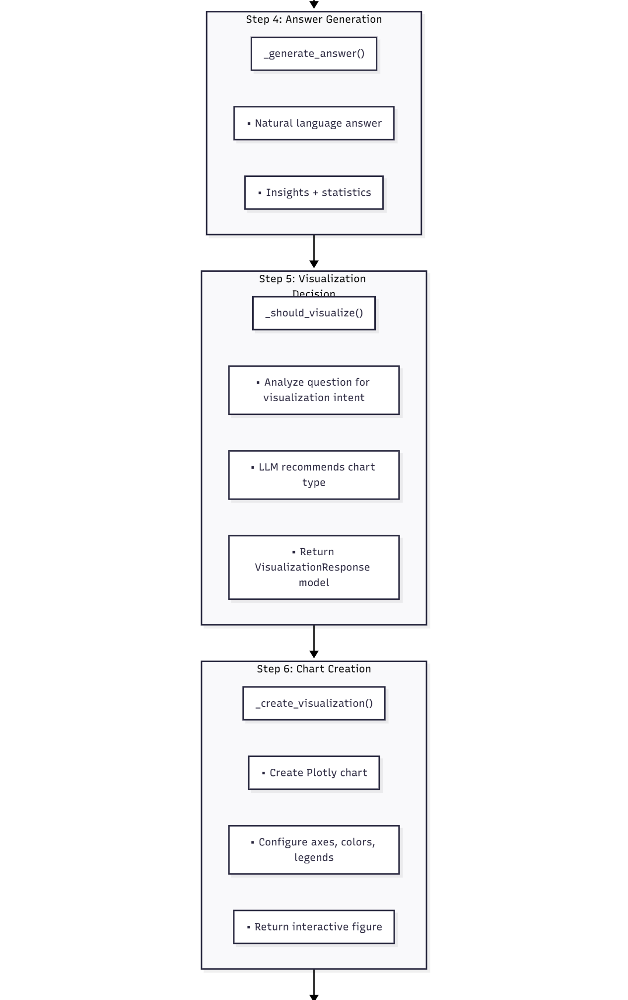 Step 4: Answer Generation
_generate_answer()
▪ Natural language answer
▪ Insights + statistics
Step 5: Visualization
Decision
_should_visualize()
▪ Analyze question for
visualization intent
▪ LLM recommends chart
type
▪ Return
VisualizationResponse
model
Step 6: Chart Creation
_create_visualization()
▪ Create Plotly chart
▪ Configure axes, colors,
legends
▪ Return interactive figure